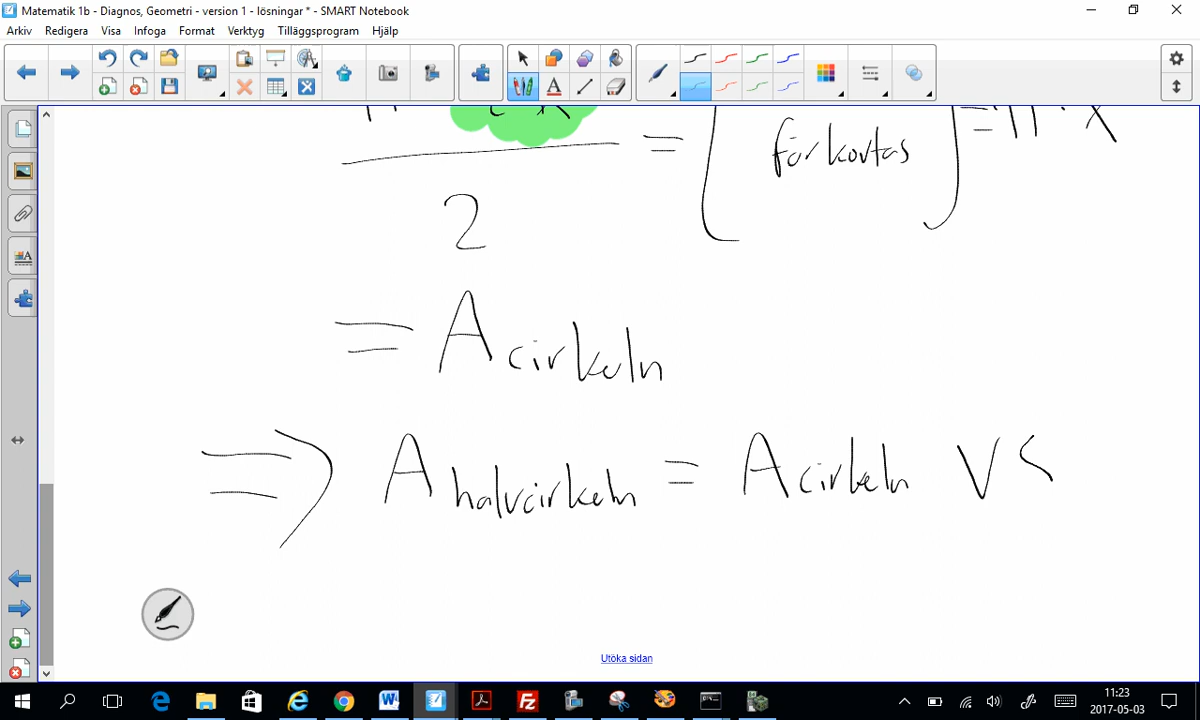 Matematik 1b - Diagnos, Geometri - version 1 - lösningar * - SMART Notebook
Arkiv Redigera Visa Infoga Format Verktyg Tilläggsprogram Hjälp
2 = [ förkortas ] = π · x
= A cirkeln
⇒ A halvcirkeln = A cirkeln VS
Utöka sidan
11:23
2017-05-03